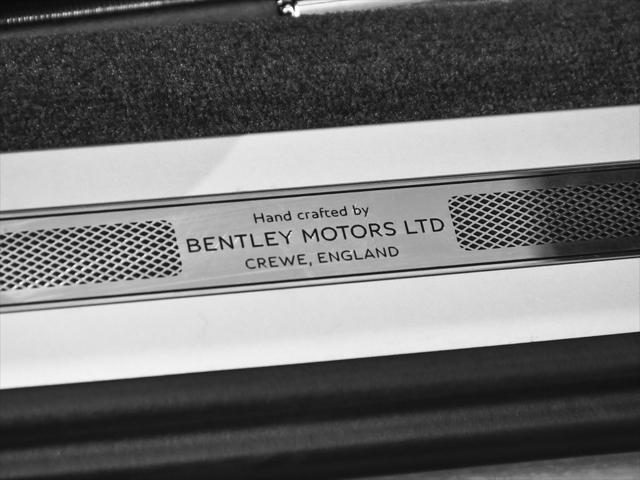 Hand crafted by
BENTLEY MOTORS LTD
CREWE, ENGLAND